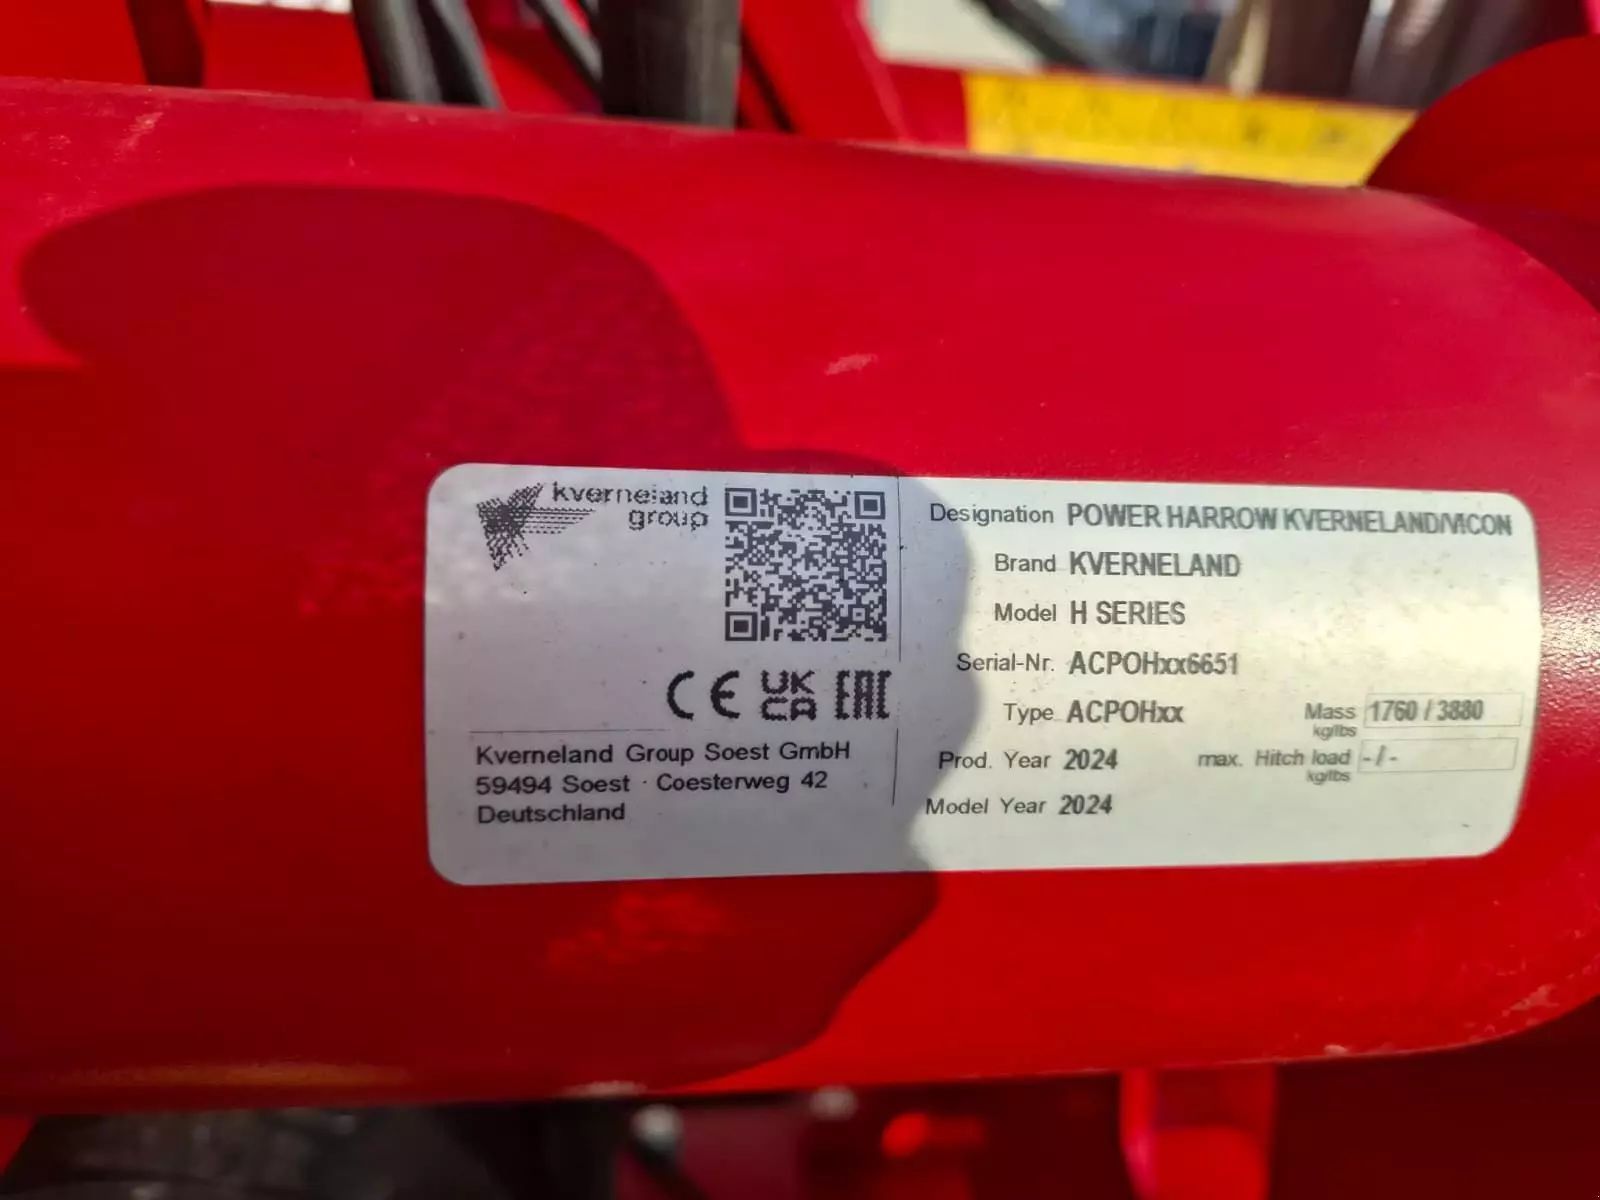 kverneland
group
CE UK CA EAC
Kverneland Group Soest GmbH
59494 Soest · Coesterweg 42
Deutschland
Designation POWER HARROW KVERNELAND/VICON
Brand KVERNELAND
Model H SERIES
Serial-Nr. ACPOHxx6651
Type ACPOHxx
Mass 1760 / 3880
kg/lbs
Prod. Year 2024
max. Hitch load - / -
kg/lbs
Model Year 2024